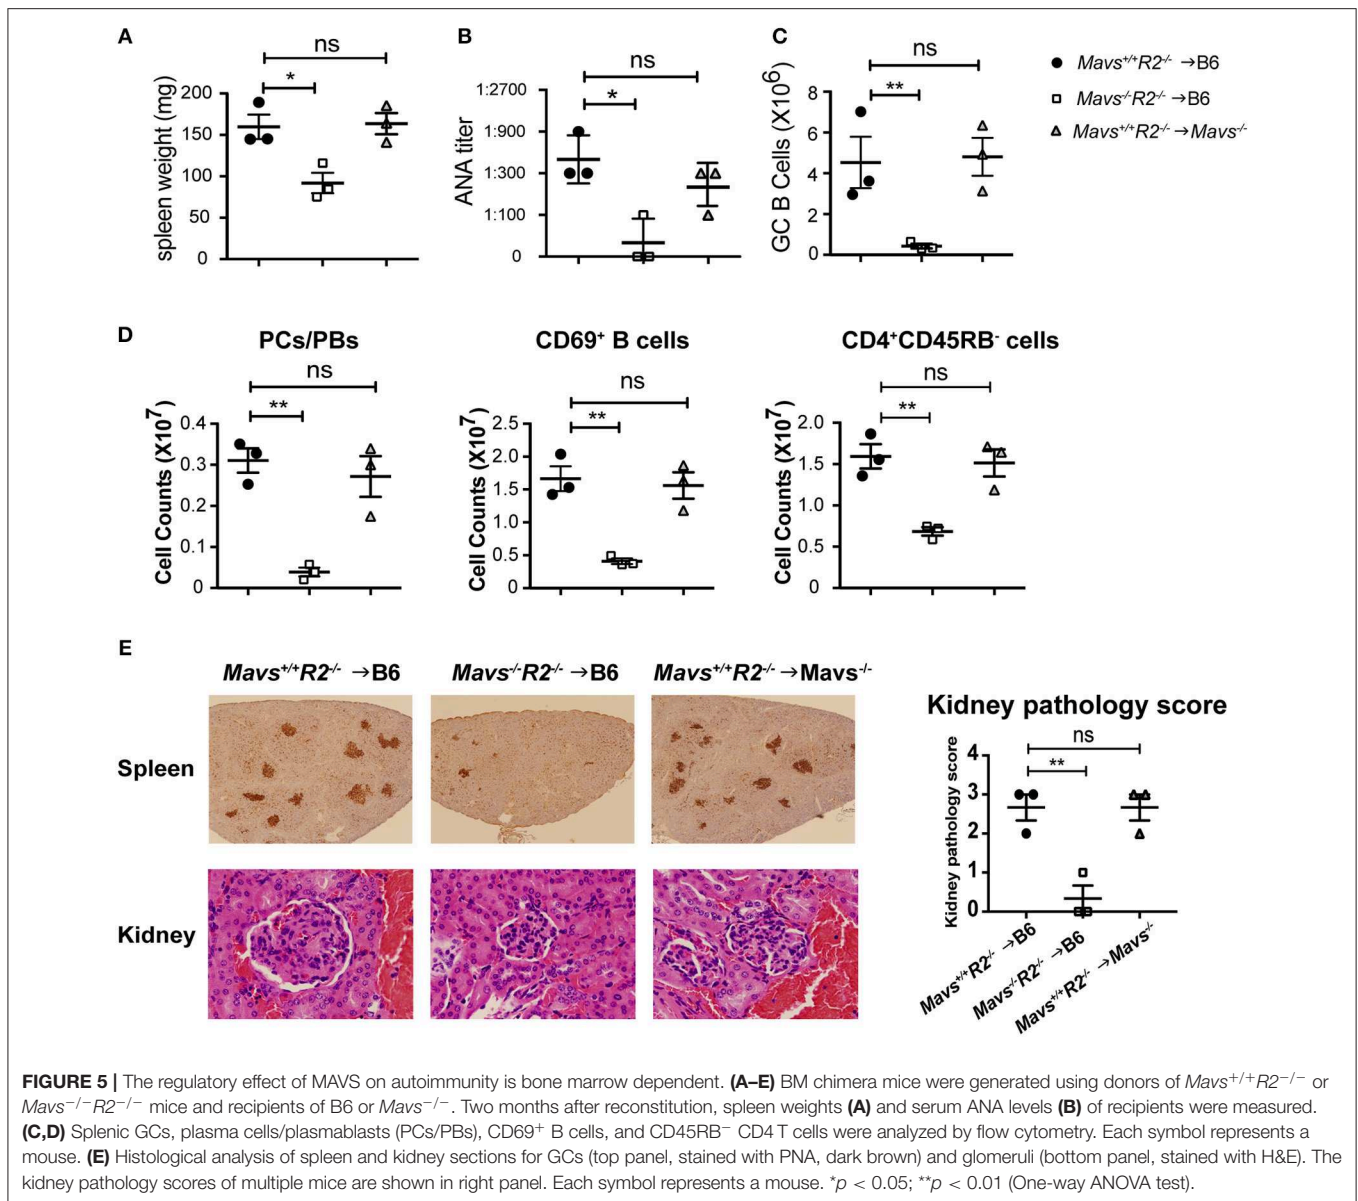 A
ns
*
spleen weight (mg)
200
150
100
50
0
B
ns
*
ANA titer
1:2700
1:900
1:300
1:100
0
C
ns
**
GC B Cells (X10⁶)
8
6
4
2
0
Mavs⁺/⁺R2⁻/⁻ →B6
Mavs⁻/⁻R2⁻/⁻ →B6
Mavs⁺/⁺R2⁻/⁻ →Mavs⁻/⁻
D
PCs/PBs
ns
**
Cell Counts (X10⁷)
0.4
0.3
0.2
0.1
0
CD69⁺ B cells
ns
**
Cell Counts (X10⁷)
2.5
2.0
1.5
1.0
0.5
0
CD4⁺CD45RB⁻ cells
ns
**
Cell Counts (X10⁷)
2.0
1.5
1.0
0.5
0
E
Mavs⁺/⁺R2⁻/⁻ →B6
Mavs⁻/⁻R2⁻/⁻ →B6
Mavs⁺/⁺R2⁻/⁻ →Mavs⁻/⁻
Spleen
Kidney
Kidney pathology score
ns
**
Kidney pathology score
4
3
2
1
0
Mavs⁺/⁺R2⁻/⁻ →B6
Mavs⁻/⁻R2⁻/⁻ →B6
Mavs⁺/⁺R2⁻/⁻ →Mavs⁻/⁻
FIGURE 5 | The regulatory effect of MAVS on autoimmunity is bone marrow dependent. (A–E) BM chimera mice were generated using donors of Mavs⁺/⁺R2⁻/⁻ or
Mavs⁻/⁻R2⁻/⁻ mice and recipients of B6 or Mavs⁻/⁻. Two months after reconstitution, spleen weights (A) and serum ANA levels (B) of recipients were measured.
(C,D) Splenic GCs, plasma cells/plasmablasts (PCs/PBs), CD69⁺ B cells, and CD45RB⁻ CD4 T cells were analyzed by flow cytometry. Each symbol represents a
mouse. (E) Histological analysis of spleen and kidney sections for GCs (top panel, stained with PNA, dark brown) and glomeruli (bottom panel, stained with H&E). The
kidney pathology scores of multiple mice are shown in right panel. Each symbol represents a mouse. *p < 0.05; **p < 0.01 (One-way ANOVA test).